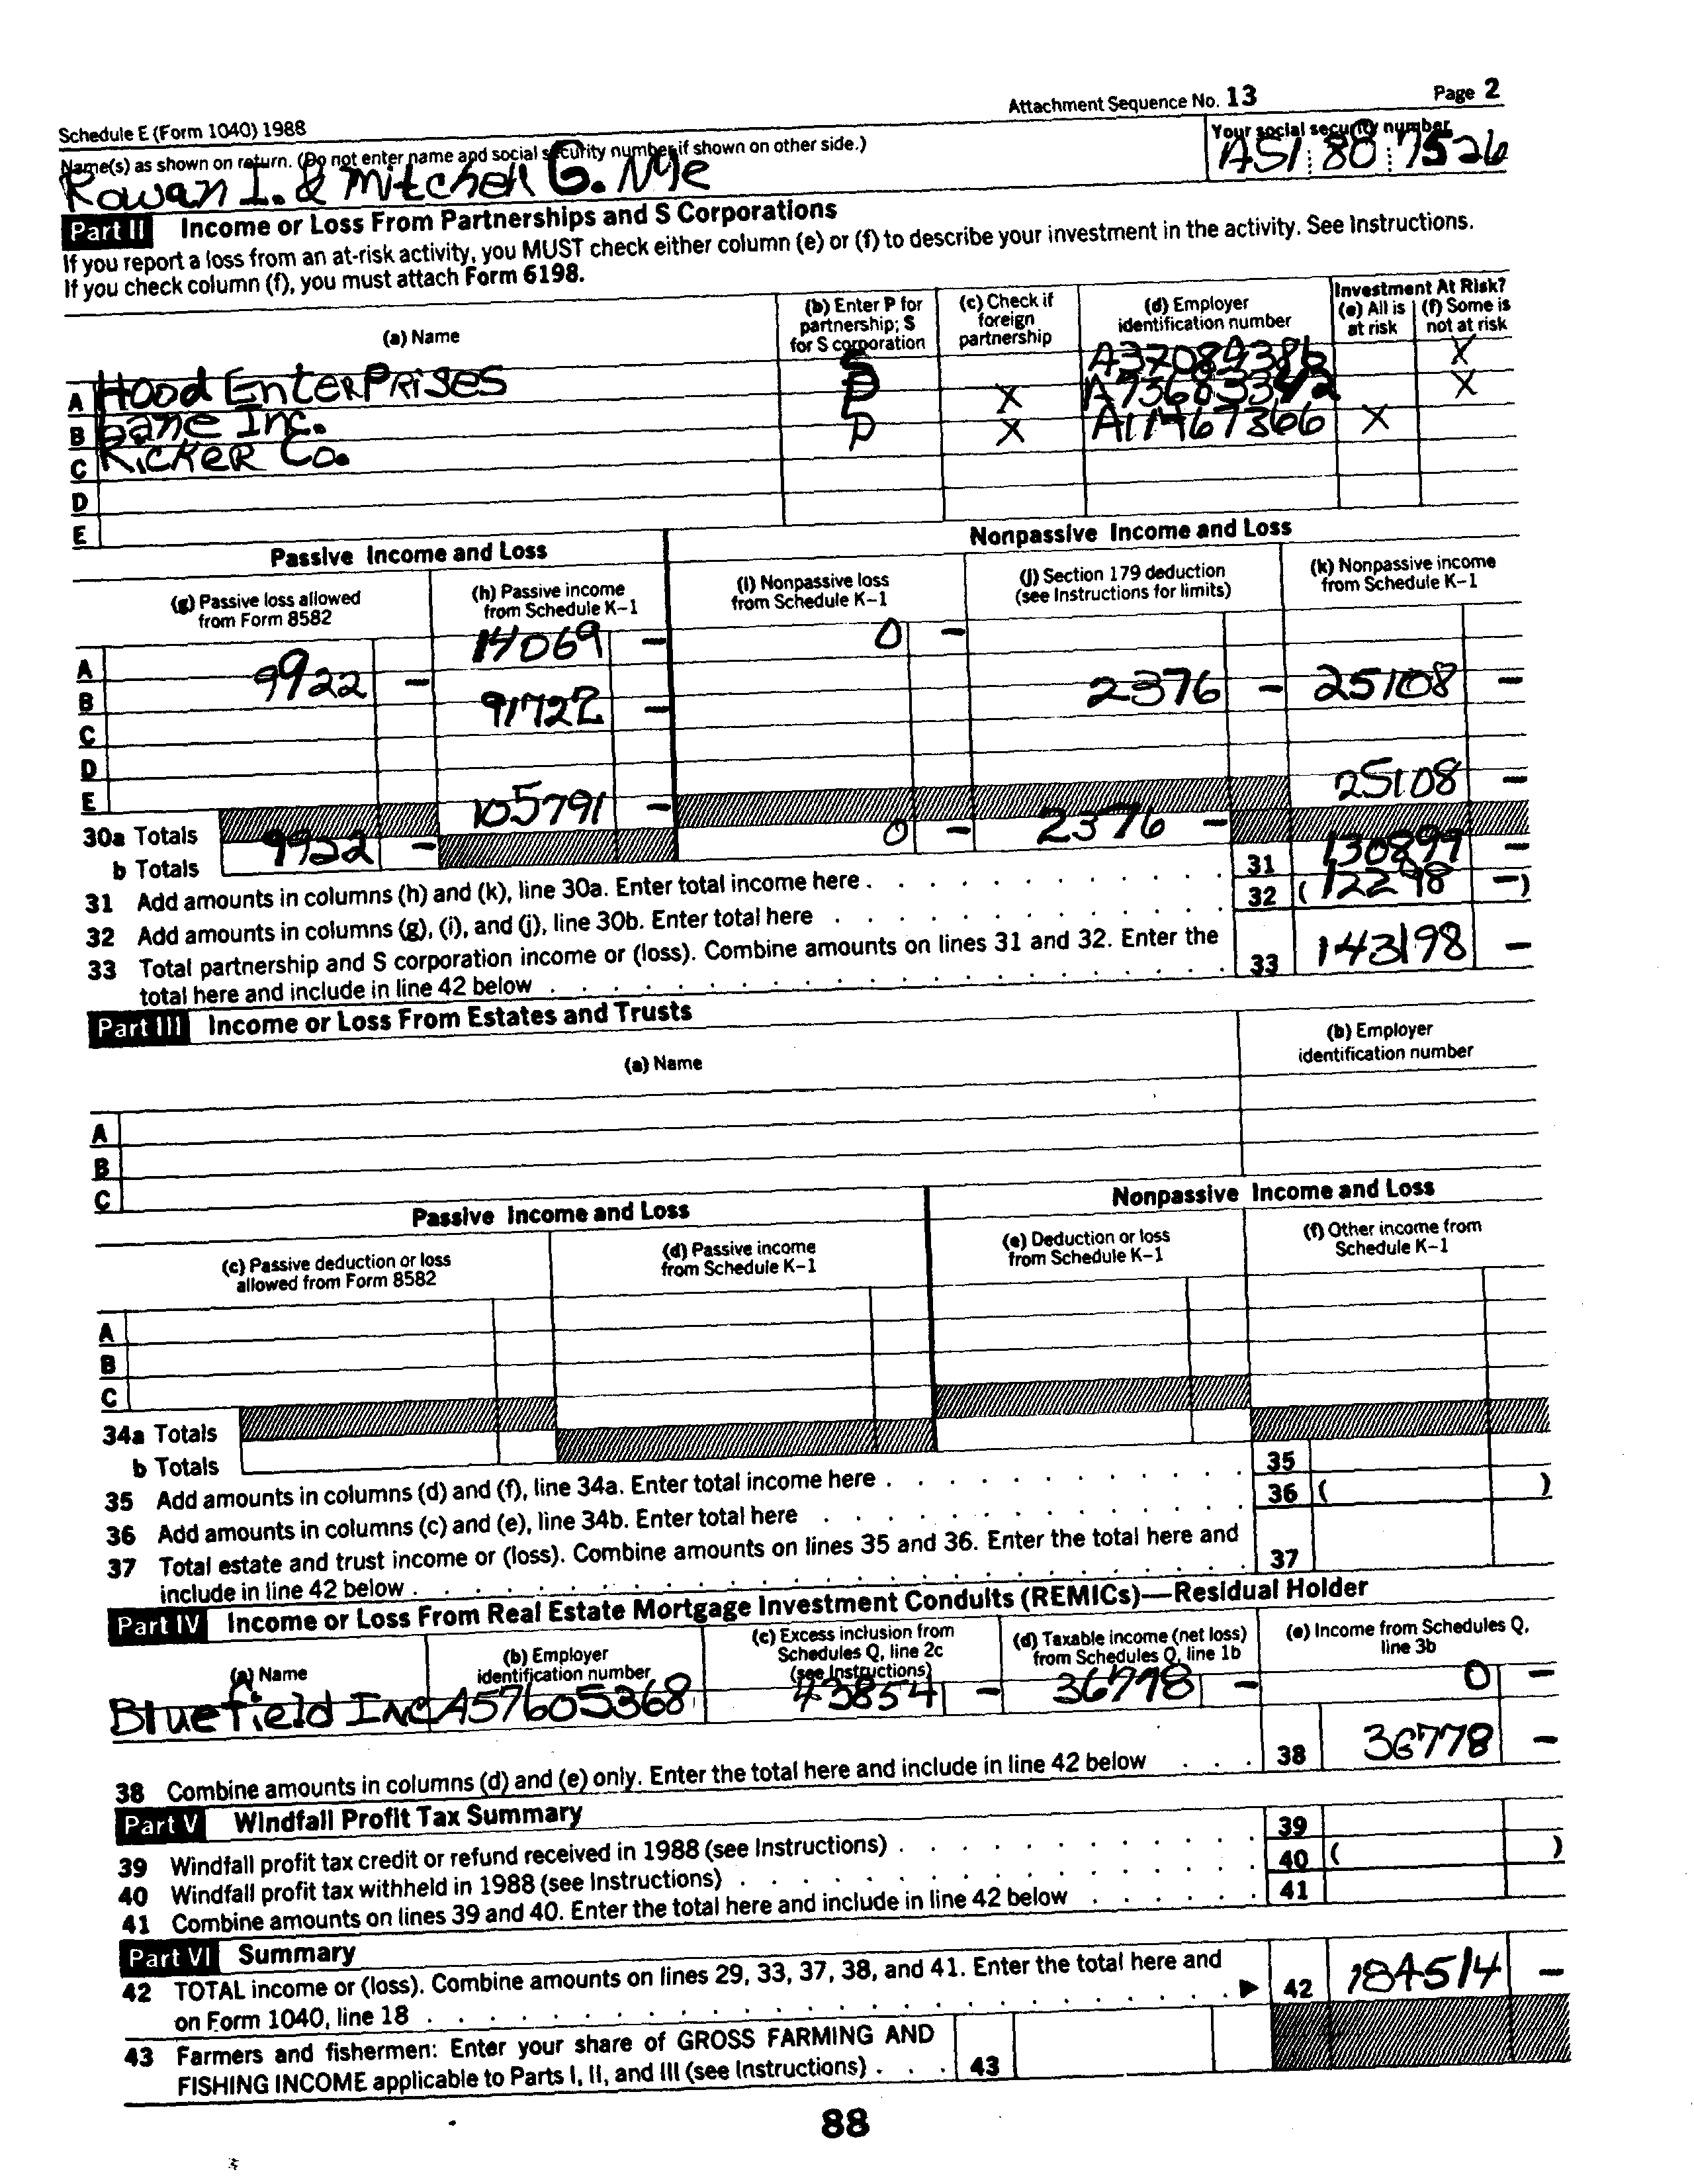 Schedule E (Form 1040) 1988 Attachment Sequence No. 13 Page 2
Name(s) as shown on return. (Do not enter name and social security number if shown on other side.) Your social security number
Rowan I. & Mitchell G. Nye A51 80 7526
Part II Income or Loss From Partnerships and S Corporations
If you report a loss from an at-risk activity, you MUST check either column (e) or (f) to describe your investment in the activity. See Instructions.
If you check column (f), you must attach Form 6198.
(a) Name (b) Enter P for partnership; S for S corporation (c) Check if foreign partnership (d) Employer identification number Investment At Risk? (e) All is at risk (f) Some is not at risk
A Hood Enterprises S A37089386 X
B Lane Inc. P X A73683342 X
C Kicker Co. P X A11467366 X
D
E
Passive Income and Loss Nonpassive Income and Loss
(g) Passive loss allowed from Form 8582 (h) Passive income from Schedule K-1 (i) Nonpassive loss from Schedule K-1 (j) Section 179 deduction (see Instructions for limits) (k) Nonpassive income from Schedule K-1
A 14069 - 0 -
B 9922 - 2376 - 25108 -
C 91722 -
D
E
30a Totals 105791 - 25108 -
b Totals 9922 - 0 - 2376 -
31 Add amounts in columns (h) and (k), line 30a. Enter total income here 31 130899 -
32 Add amounts in columns (g), (i), and (j), line 30b. Enter total here 32 (12298 -)
33 Total partnership and S corporation income or (loss). Combine amounts on lines 31 and 32. Enter the
total here and include in line 42 below 33 143198 -
Part III Income or Loss From Estates and Trusts
(a) Name (b) Employer identification number
A
B
C
Passive Income and Loss Nonpassive Income and Loss
(c) Passive deduction or loss allowed from Form 8582 (d) Passive income from Schedule K-1 (e) Deduction or loss from Schedule K-1 (f) Other income from Schedule K-1
A
B
C
34a Totals
b Totals
35 Add amounts in columns (d) and (f), line 34a. Enter total income here 35
36 Add amounts in columns (c) and (e), line 34b. Enter total here 36 ( )
37 Total estate and trust income or (loss). Combine amounts on lines 35 and 36. Enter the total here and
include in line 42 below 37
Part IV Income or Loss From Real Estate Mortgage Investment Conduits (REMICs)—Residual Holder
(a) Name (b) Employer identification number (c) Excess inclusion from Schedules Q, line 2c (see Instructions) (d) Taxable income (net loss) from Schedules Q, line 1b (e) Income from Schedules Q, line 3b
Bluefield Inc A57605368 43854 - 36778 - 0 -
38 Combine amounts in columns (d) and (e) only. Enter the total here and include in line 42 below 38 36778 -
Part V Windfall Profit Tax Summary
39 Windfall profit tax credit or refund received in 1988 (see Instructions) 39
40 Windfall profit tax withheld in 1988 (see Instructions) 40 ( )
41 Combine amounts on lines 39 and 40. Enter the total here and include in line 42 below 41
Part VI Summary
42 TOTAL income or (loss). Combine amounts on lines 29, 33, 37, 38, and 41. Enter the total here and
on Form 1040, line 18 ▶ 42 184514 -
43 Farmers and fishermen: Enter your share of GROSS FARMING AND
FISHING INCOME applicable to Parts I, II, and III (see Instructions) 43
88